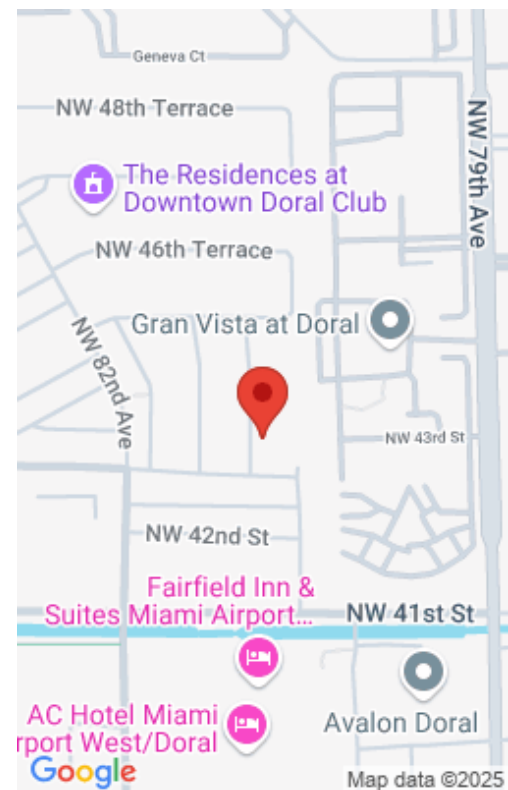 Geneva Ct
NW 48th Terrace
NW 79th Ave
The Residences at
Downtown Doral Club
NW 46th Terrace
Gran Vista at Doral
NW 82nd Ave
NW 43rd St
NW 42nd St
Fairfield Inn &
Suites Miami Airport...
NW 41st St
AC Hotel Miami
rport West/Doral
Avalon Doral
Google
Map data ©2025